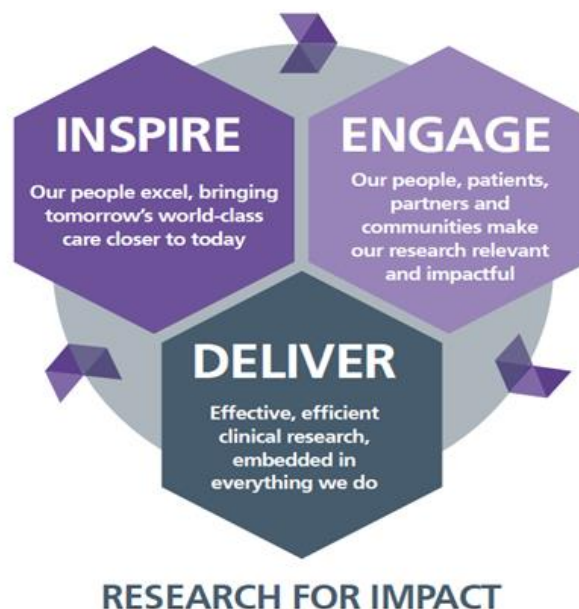 INSPIRE
Our people excel, bringing
tomorrow's world-class
care closer to today
ENGAGE
Our people, patients,
partners and
communities make
our research relevant
and impactful
DELIVER
Effective, efficient
clinical research,
embedded in
everything we do
RESEARCH FOR IMPACT